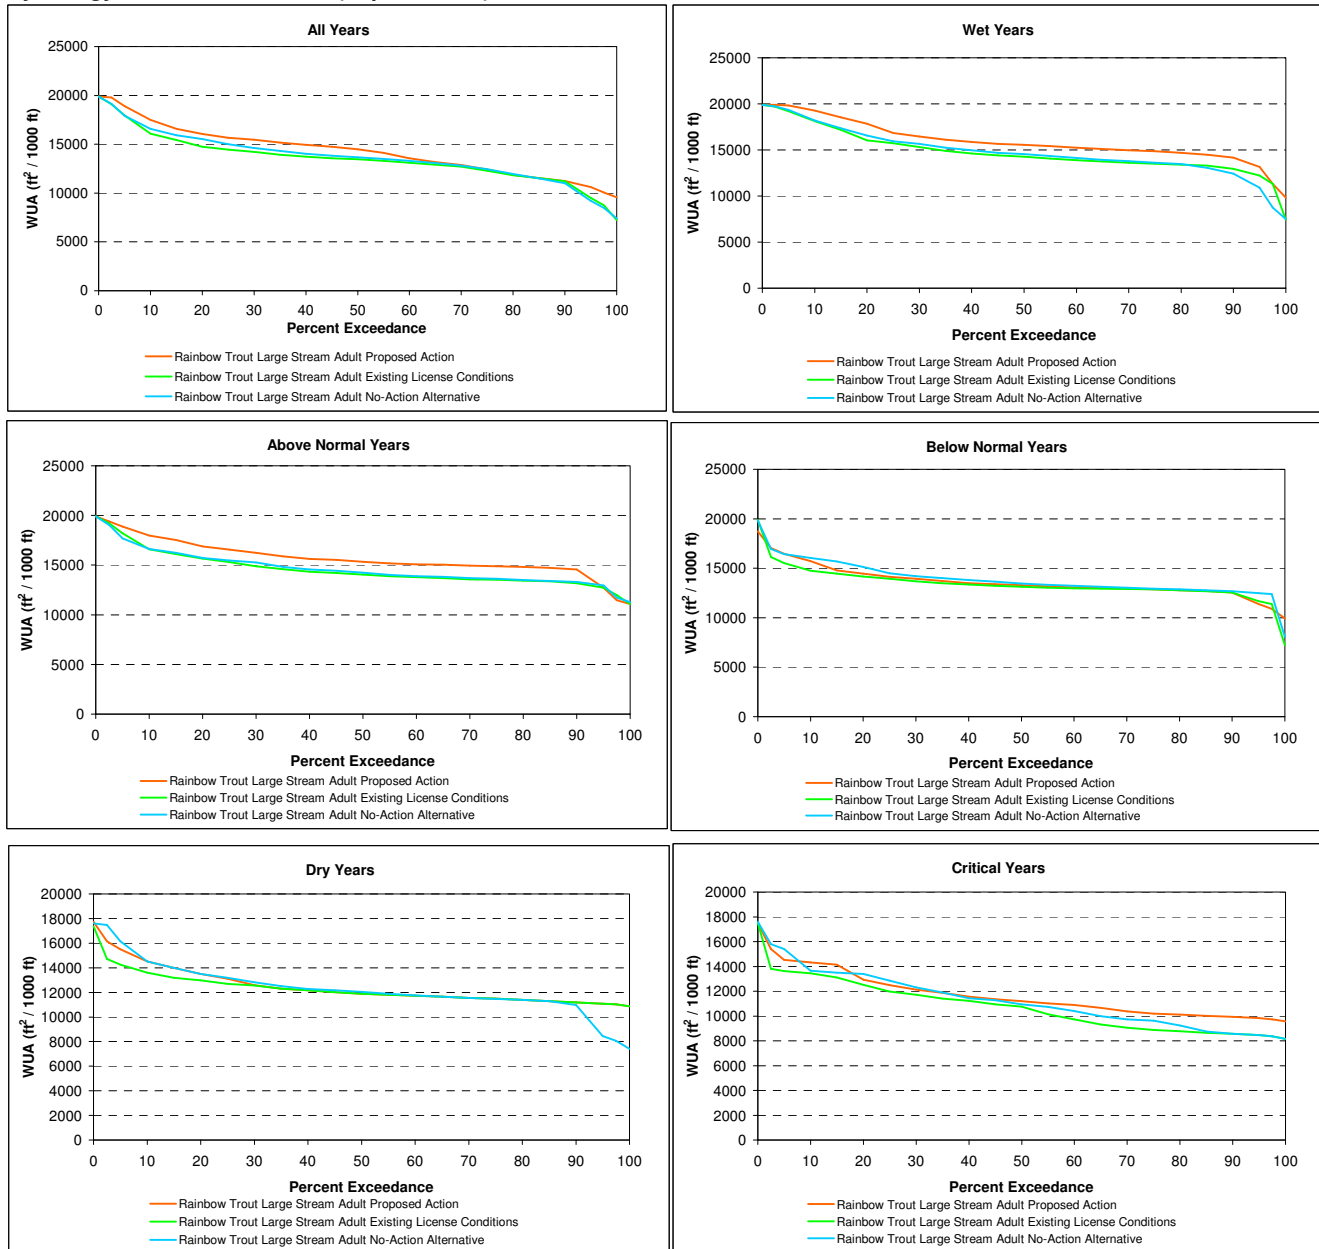 All Years
25000
20000
15000
10000
5000
0
WUA (ft² / 1000 ft)
0 10 20 30 40 50 60 70 80 90 100
Percent Exceedance
Rainbow Trout Large Stream Adult Proposed Action
Rainbow Trout Large Stream Adult Existing License Conditions
Rainbow Trout Large Stream Adult No-Action Alternative
Wet Years
25000
20000
15000
10000
5000
0
WUA (ft² / 1000 ft)
0 10 20 30 40 50 60 70 80 90 100
Percent Exceedance
Rainbow Trout Large Stream Adult Proposed Action
Rainbow Trout Large Stream Adult Existing License Conditions
Rainbow Trout Large Stream Adult No-Action Alternative
Above Normal Years
25000
20000
15000
10000
5000
0
WUA (ft² / 1000 ft)
0 10 20 30 40 50 60 70 80 90 100
Percent Exceedance
Rainbow Trout Large Stream Adult Proposed Action
Rainbow Trout Large Stream Adult Existing License Conditions
Rainbow Trout Large Stream Adult No-Action Alternative
Below Normal Years
25000
20000
15000
10000
5000
0
WUA (ft² / 1000 ft)
0 10 20 30 40 50 60 70 80 90 100
Percent Exceedance
Rainbow Trout Large Stream Adult Proposed Action
Rainbow Trout Large Stream Adult Existing License Conditions
Rainbow Trout Large Stream Adult No-Action Alternative
Dry Years
20000
18000
16000
14000
12000
10000
8000
6000
4000
2000
0
WUA (ft² / 1000 ft)
0 10 20 30 40 50 60 70 80 90 100
Percent Exceedance
Rainbow Trout Large Stream Adult Proposed Action
Rainbow Trout Large Stream Adult Existing License Conditions
Rainbow Trout Large Stream Adult No-Action Alternative
Critical Years
20000
18000
16000
14000
12000
10000
8000
6000
4000
2000
0
WUA (ft² / 1000 ft)
0 10 20 30 40 50 60 70 80 90 100
Percent Exceedance
Rainbow Trout Large Stream Adult Proposed Action
Rainbow Trout Large Stream Adult Existing License Conditions
Rainbow Trout Large Stream Adult No-Action Alternative